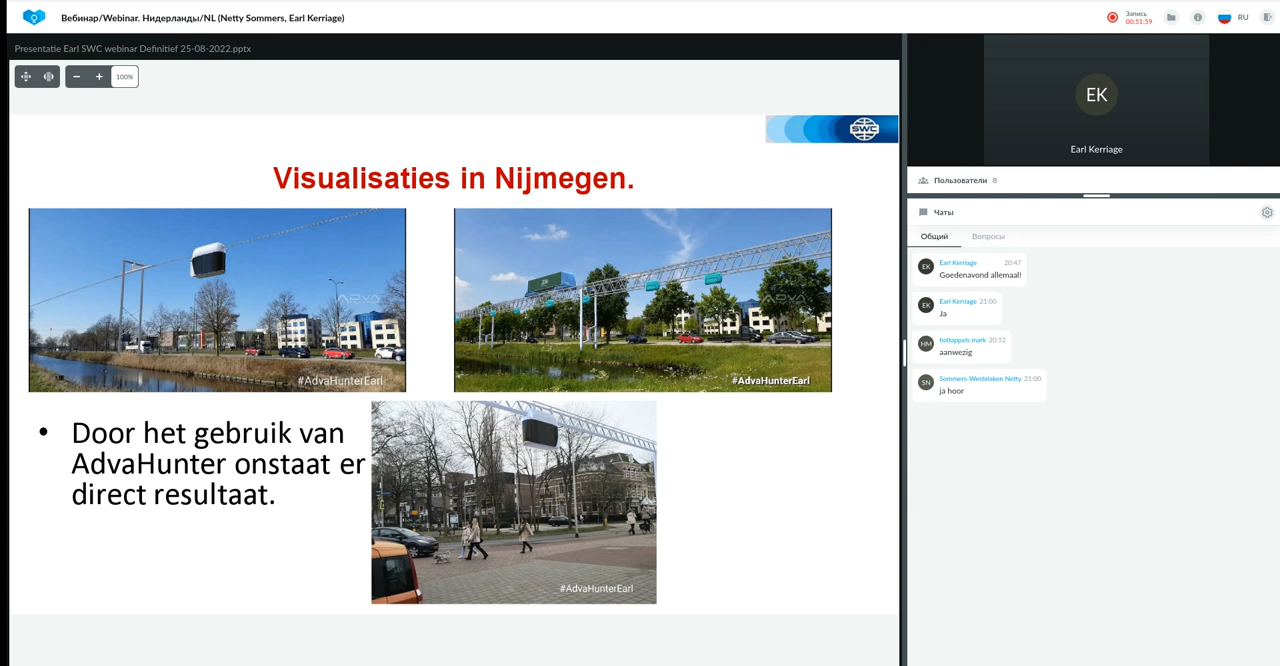 Вебинар/Webinar. Нидерланды/NL (Netty Sommers, Earl Kerriage)
Запись
00:51:59
RU
Presentatie Earl SWC webinar Definitief 25-08-2022.pptx
100%
SWC
Visualisaties in Nijmegen.
ADVA
#AdvaHunterEarl
ADVA
#AdvaHunterEarl
• Door het gebruik van
AdvaHunter onstaat er
direct resultaat.
#AdvaHunterEarl
EK
Earl Kerriage
Пользователи 8
Чаты
Общий Вопросы
EK Earl Kerriage 20:47
Goedenavond allemaal!
EK Earl Kerriage 21:00
Ja
HM holtappels mark 20:52
aanwezig
SN Sommers-Westelaken Netty 21:00
ja hoor